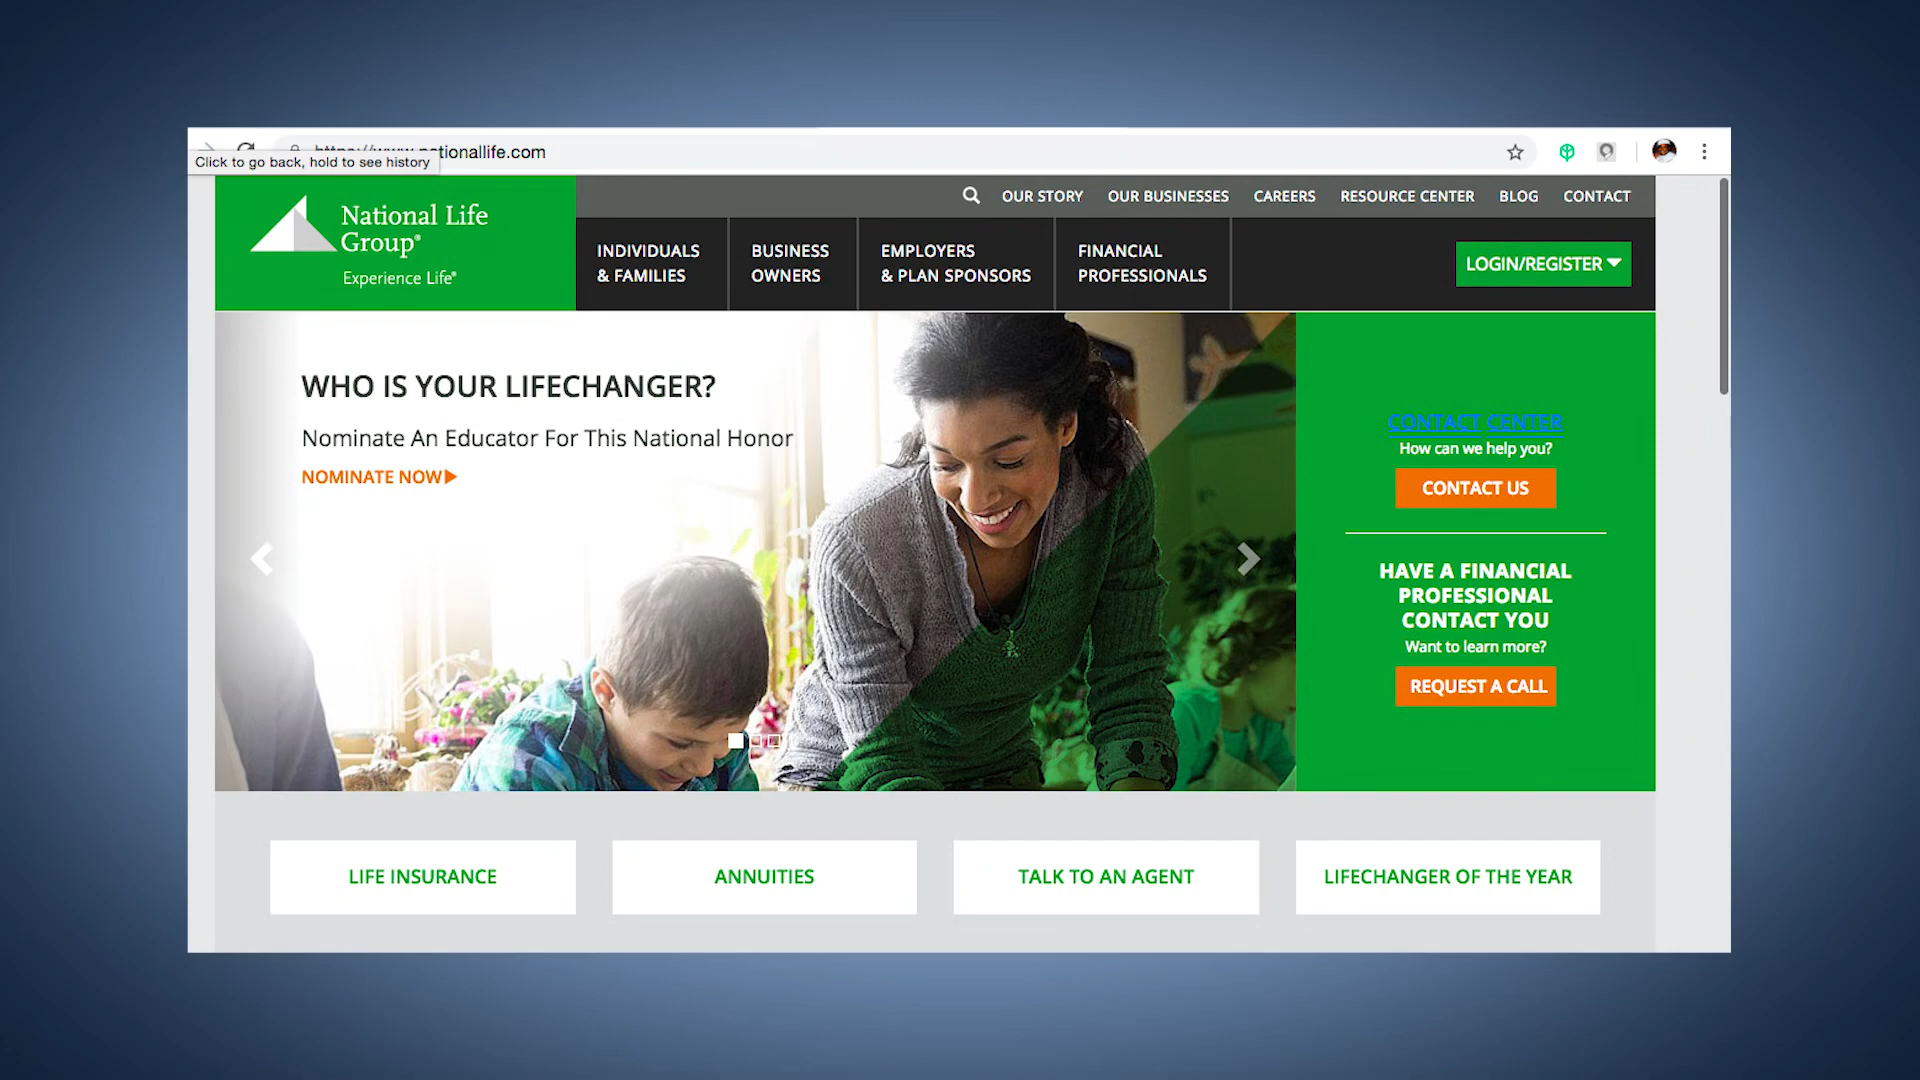 https://www.nationallife.com
Click to go back, hold to see history
OUR STORY OUR BUSINESSES CAREERS RESOURCE CENTER BLOG CONTACT
National Life
Group®
Experience Life®
INDIVIDUALS
& FAMILIES
BUSINESS
OWNERS
EMPLOYERS
& PLAN SPONSORS
FINANCIAL
PROFESSIONALS
LOGIN/REGISTER
WHO IS YOUR LIFECHANGER?
Nominate An Educator For This National Honor
NOMINATE NOW
CONTACT CENTER
How can we help you?
CONTACT US
HAVE A FINANCIAL
PROFESSIONAL
CONTACT YOU
Want to learn more?
REQUEST A CALL
LIFE INSURANCE
ANNUITIES
TALK TO AN AGENT
LIFECHANGER OF THE YEAR